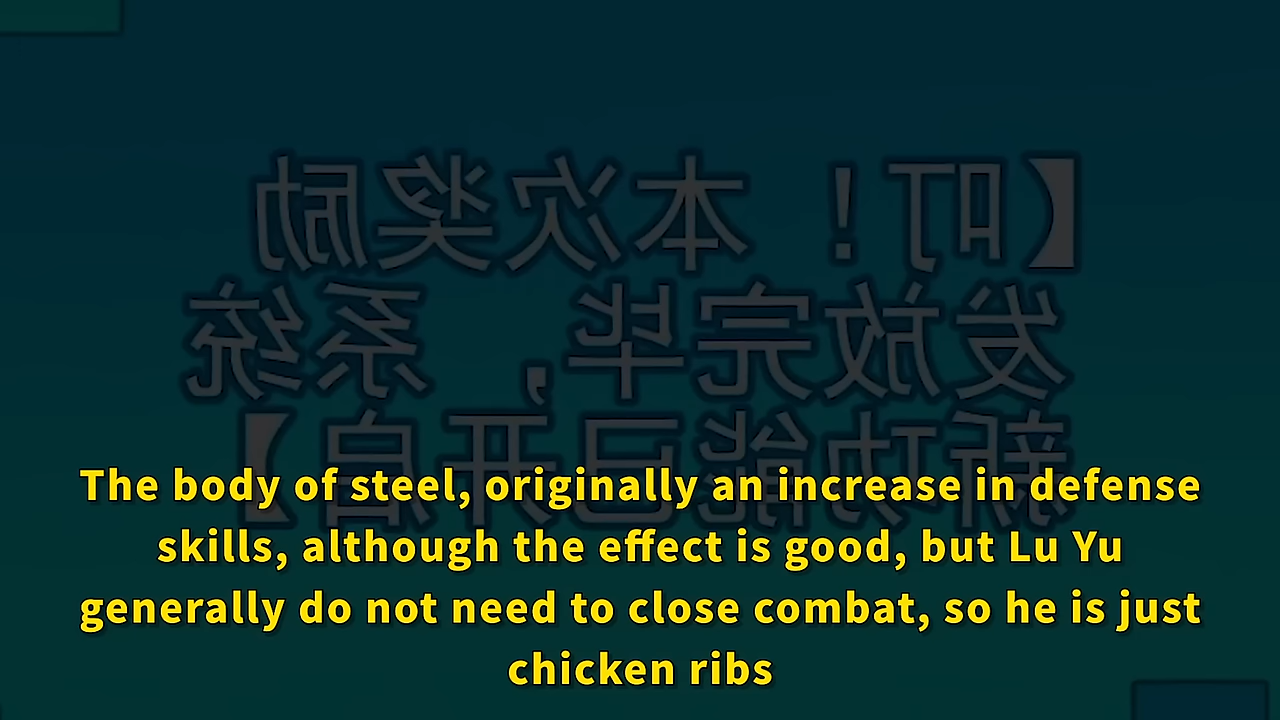 【叮！本次奖励
发放完毕，系统
新功能已开启】
The body of steel, originally an increase in defense
skills, although the effect is good, but Lu Yu
generally do not need to close combat, so he is just
chicken ribs